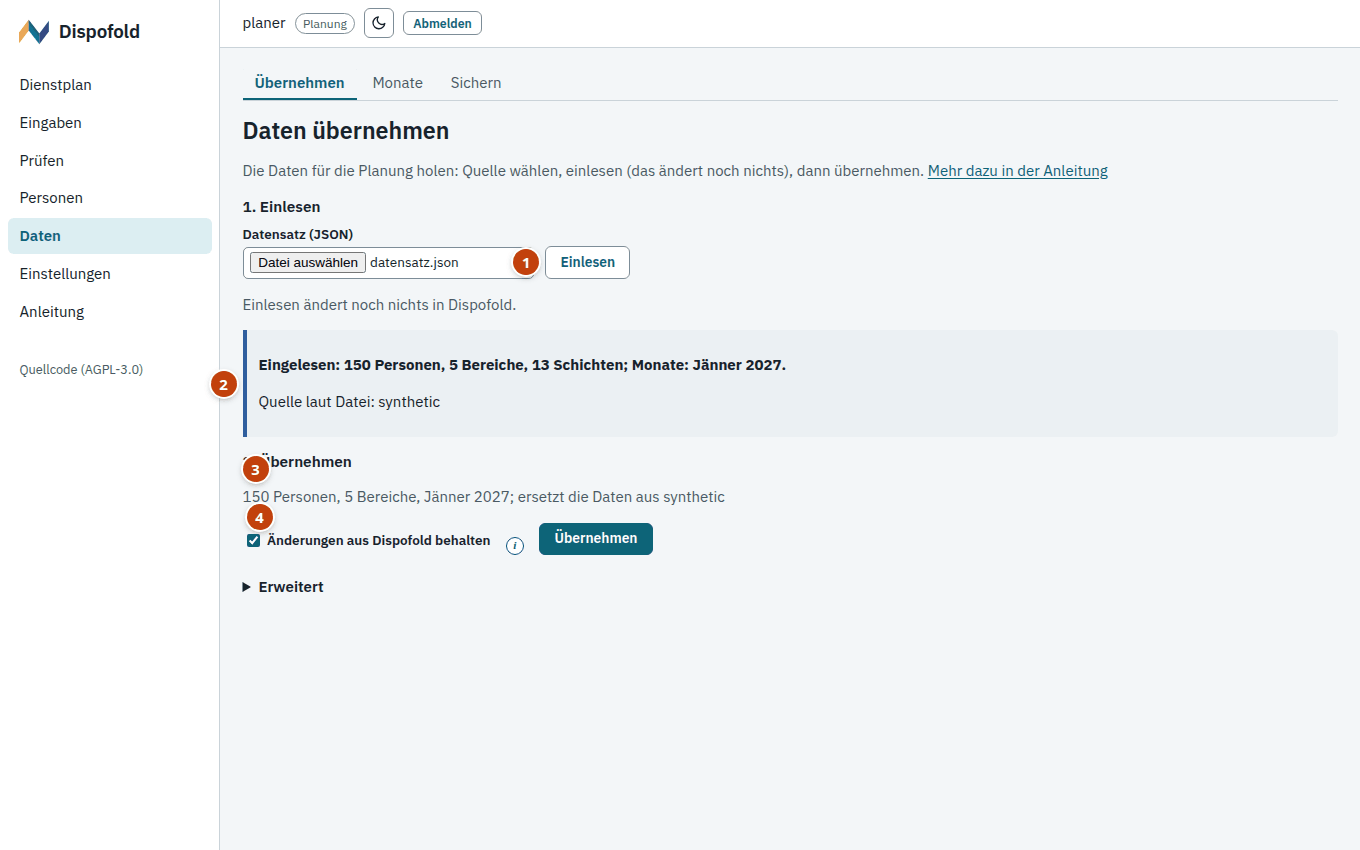 Dispofold
planer Planung Abmelden
Dienstplan
Eingaben
Prüfen
Personen
Daten
Einstellungen
Anleitung
Quellcode (AGPL-3.0)
Übernehmen Monate Sichern
Daten übernehmen
Die Daten für die Planung holen: Quelle wählen, einlesen (das ändert noch nichts), dann übernehmen. Mehr dazu in der Anleitung
1. Einlesen
Datensatz (JSON)
Datei auswählen datensatz.json 1 Einlesen
Einlesen ändert noch nichts in Dispofold.
Eingelesen: 150 Personen, 5 Bereiche, 13 Schichten; Monate: Jänner 2027.
2
Quelle laut Datei: synthetic
3 Übernehmen
150 Personen, 5 Bereiche, Jänner 2027; ersetzt die Daten aus synthetic
4
Änderungen aus Dispofold behalten i Übernehmen
Erweitert